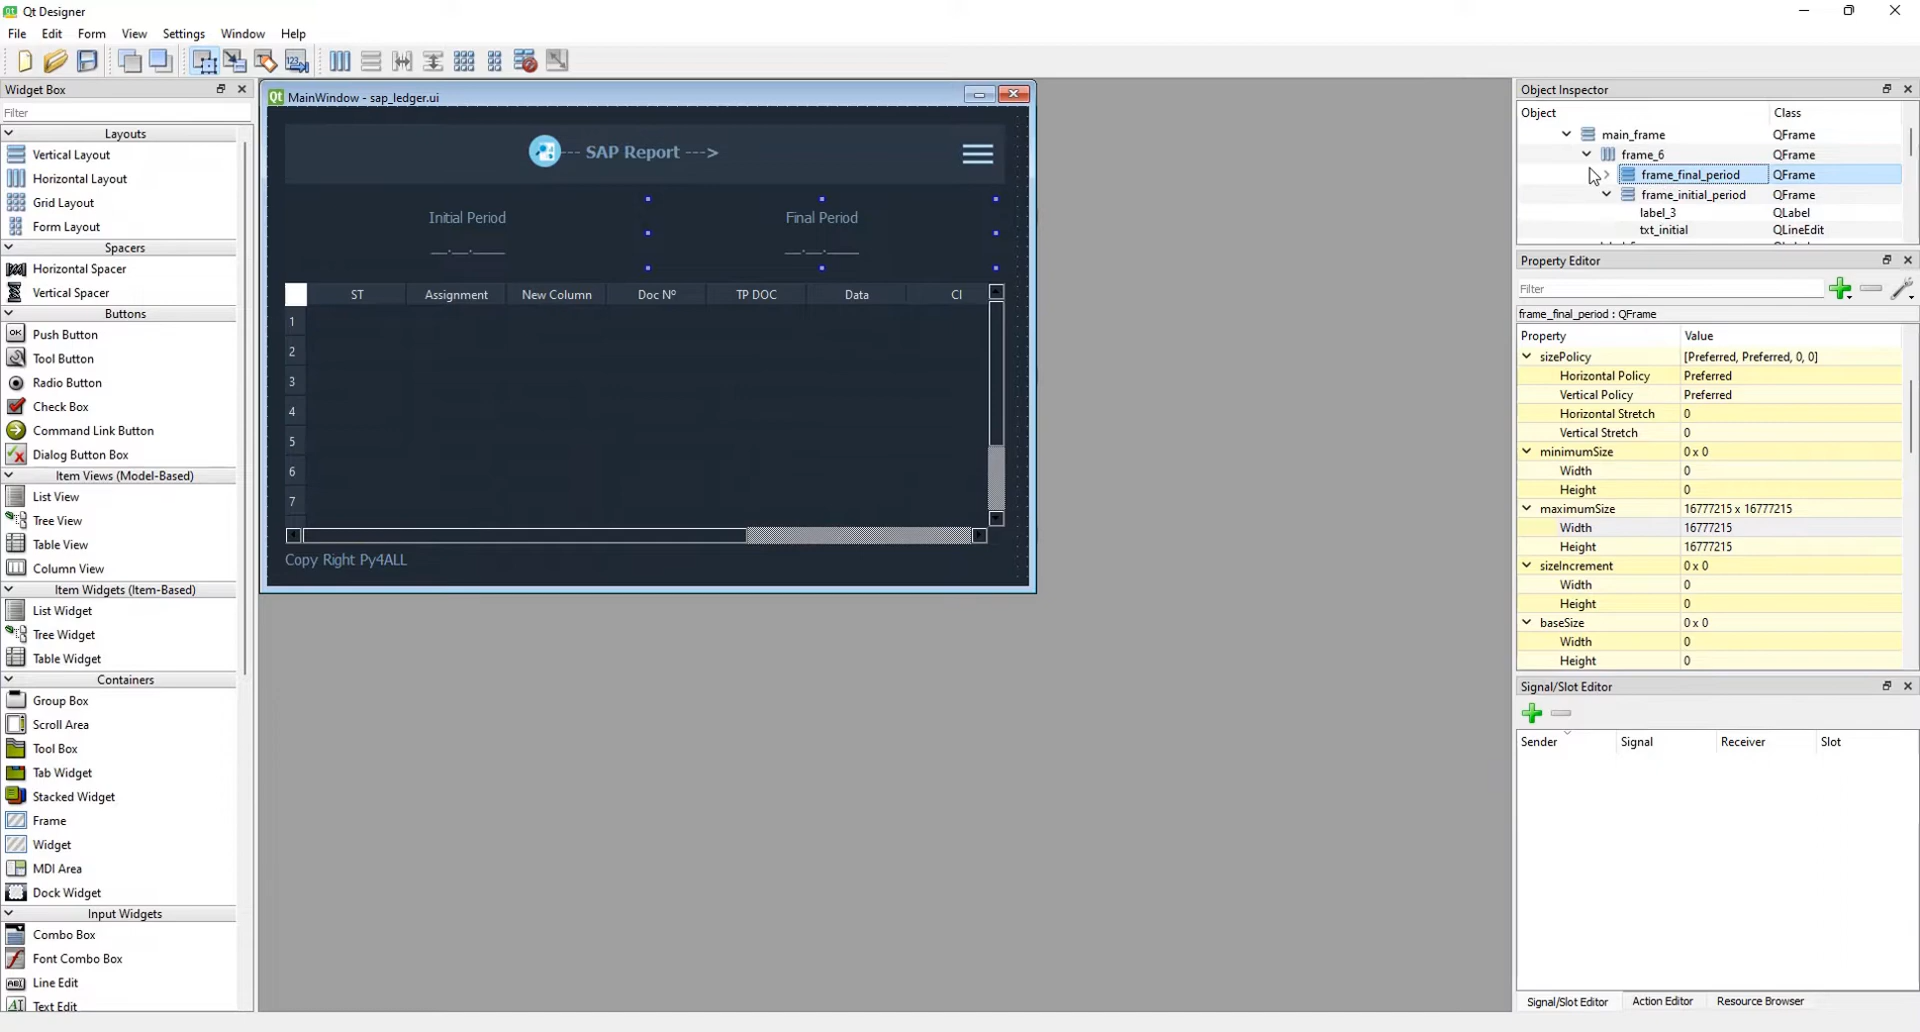 Qt Designer
File Edit Form View Settings Window Help
Widget Box
Filter
Layouts
Vertical Layout
Horizontal Layout
Grid Layout
Form Layout
Spacers
Horizontal Spacer
Vertical Spacer
Buttons
Push Button
Tool Button
Radio Button
Check Box
Command Link Button
Dialog Button Box
Item Views (Model-Based)
List View
Tree View
Table View
Column View
Item Widgets (Item-Based)
List Widget
Tree Widget
Table Widget
Containers
Group Box
Scroll Area
Tool Box
Tab Widget
Stacked Widget
Frame
Widget
MDI Area
Dock Widget
Input Widgets
Combo Box
Font Combo Box
Line Edit
Text Edit
MainWindow - sap_ledger.ui
--- SAP Report --->
Initial Period Final Period
__.__.____ __.__.____
ST Assignment New Column Doc Nº TP DOC Data Cl
1
2
3
4
5
6
7
Copy Right Py4ALL
Object Inspector
Object Class
main_frame QFrame
frame_6 QFrame
frame_final_period QFrame
frame_initial_period QFrame
label_3 QLabel
txt_initial QLineEdit
Property Editor
Filter
frame_final_period : QFrame
Property Value
sizePolicy [Preferred, Preferred, 0, 0]
Horizontal Policy Preferred
Vertical Policy Preferred
Horizontal Stretch 0
Vertical Stretch 0
minimumSize 0 x 0
Width 0
Height 0
maximumSize 16777215 x 16777215
Width 16777215
Height 16777215
sizeIncrement 0 x 0
Width 0
Height 0
baseSize 0 x 0
Width 0
Height 0
Signal/Slot Editor
Sender Signal Receiver Slot
Signal/Slot Editor Action Editor Resource Browser